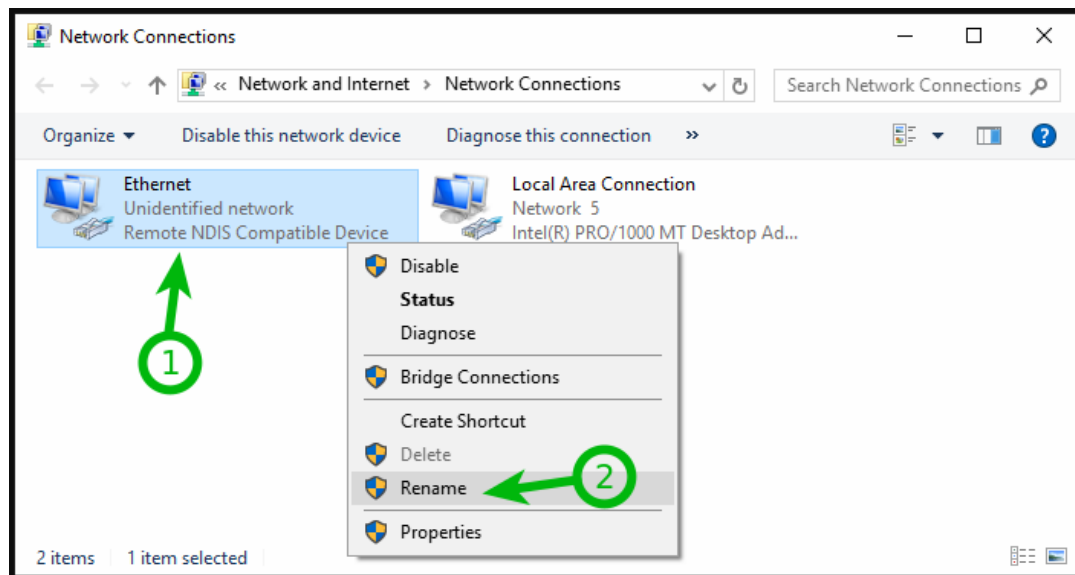 Network Connections
« Network and Internet > Network Connections
Search Network Connections
Organize Disable this network device Diagnose this connection »
Ethernet
Unidentified network
Remote NDIS Compatible Device
Local Area Connection
Network 5
Intel(R) PRO/1000 MT Desktop Ad...
Disable
Status
Diagnose
Bridge Connections
Create Shortcut
Delete
Rename
Properties
1
2
2 items 1 item selected